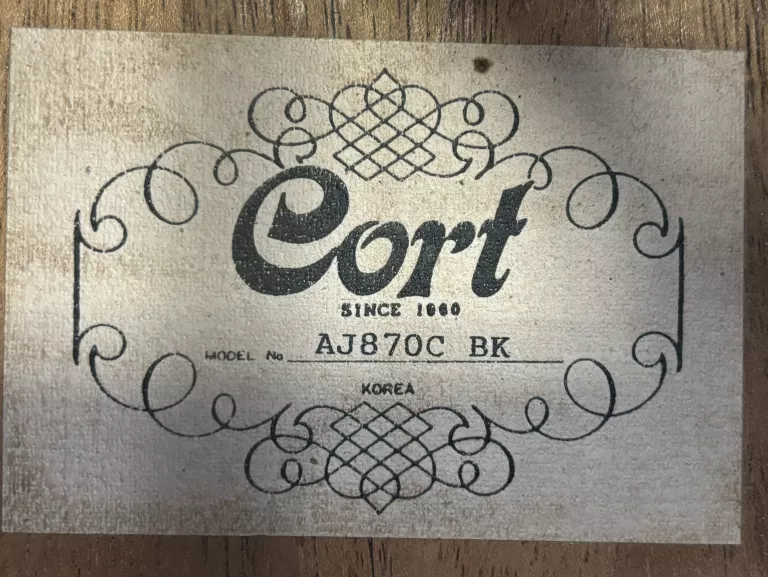 Cort
SINCE 1960
MODEL No AJ870C BK
KOREA